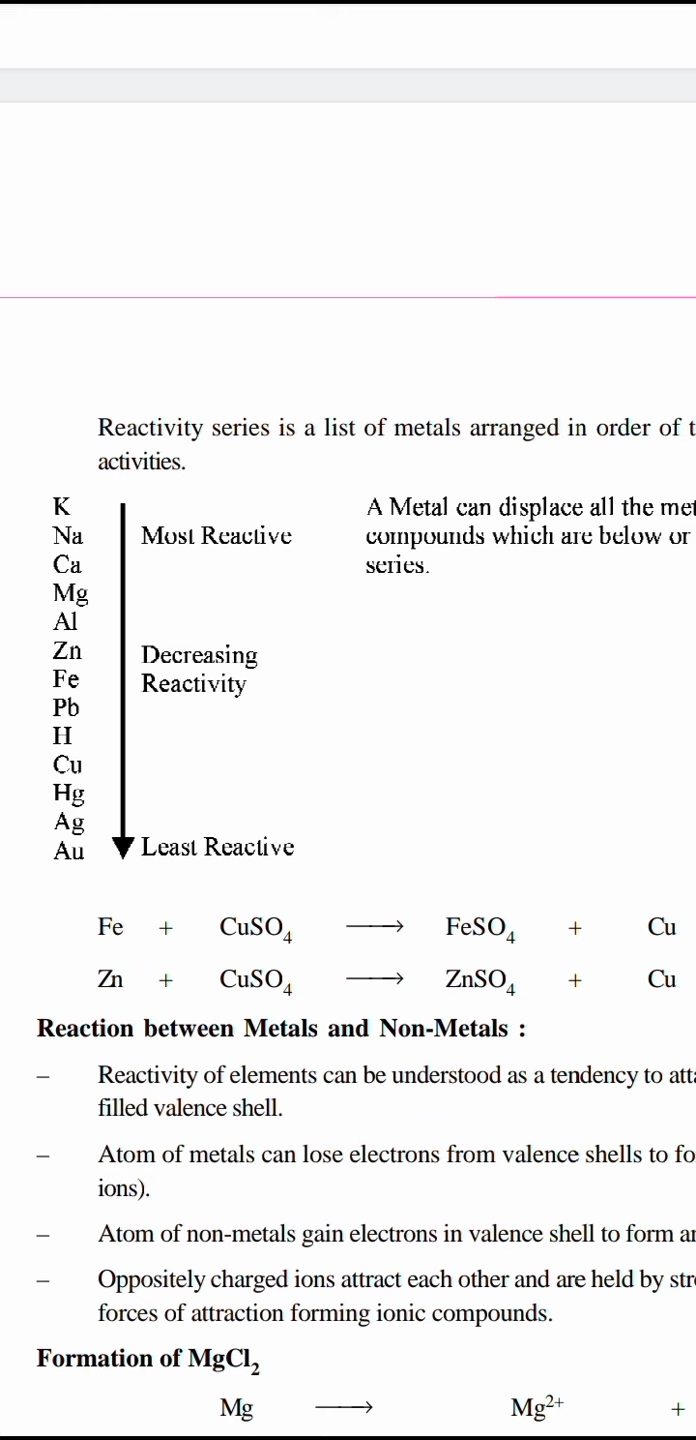 Reactivity series is a list of metals arranged in order of t
activities.
K
Na Most Reactive
Ca
Mg
Al
Zn Decreasing
Fe Reactivity
Pb
H
Cu
Hg
Ag
Au Least Reactive
A Metal can displace all the met
compounds which are below or
series.
Fe + CuSO₄ ⟶ FeSO₄ + Cu
Zn + CuSO₄ ⟶ ZnSO₄ + Cu
Reaction between Metals and Non-Metals :
– Reactivity of elements can be understood as a tendency to atta
filled valence shell.
– Atom of metals can lose electrons from valence shells to fo
ions).
– Atom of non-metals gain electrons in valence shell to form an
– Oppositely charged ions attract each other and are held by stro
forces of attraction forming ionic compounds.
Formation of MgCl₂
Mg ⟶ Mg²⁺ +